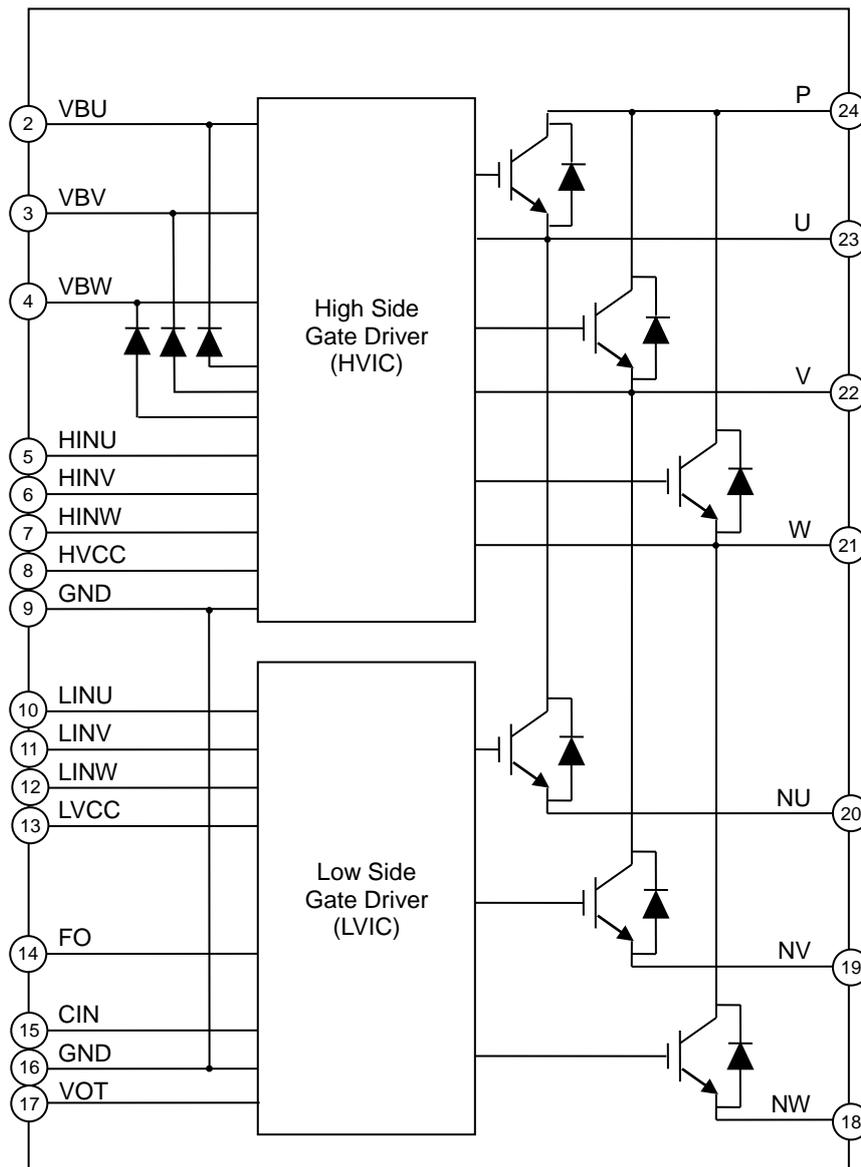 2 VBU
3 VBV
4 VBW
5 HINU
6 HINV
7 HINW
8 HVCC
9 GND
10 LINU
11 LINV
12 LINW
13 LVCC
14 FO
15 CIN
16 GND
17 VOT
High Side
Gate Driver
(HVIC)
Low Side
Gate Driver
(LVIC)
P 24
U 23
V 22
W 21
NU 20
NV 19
NW 18